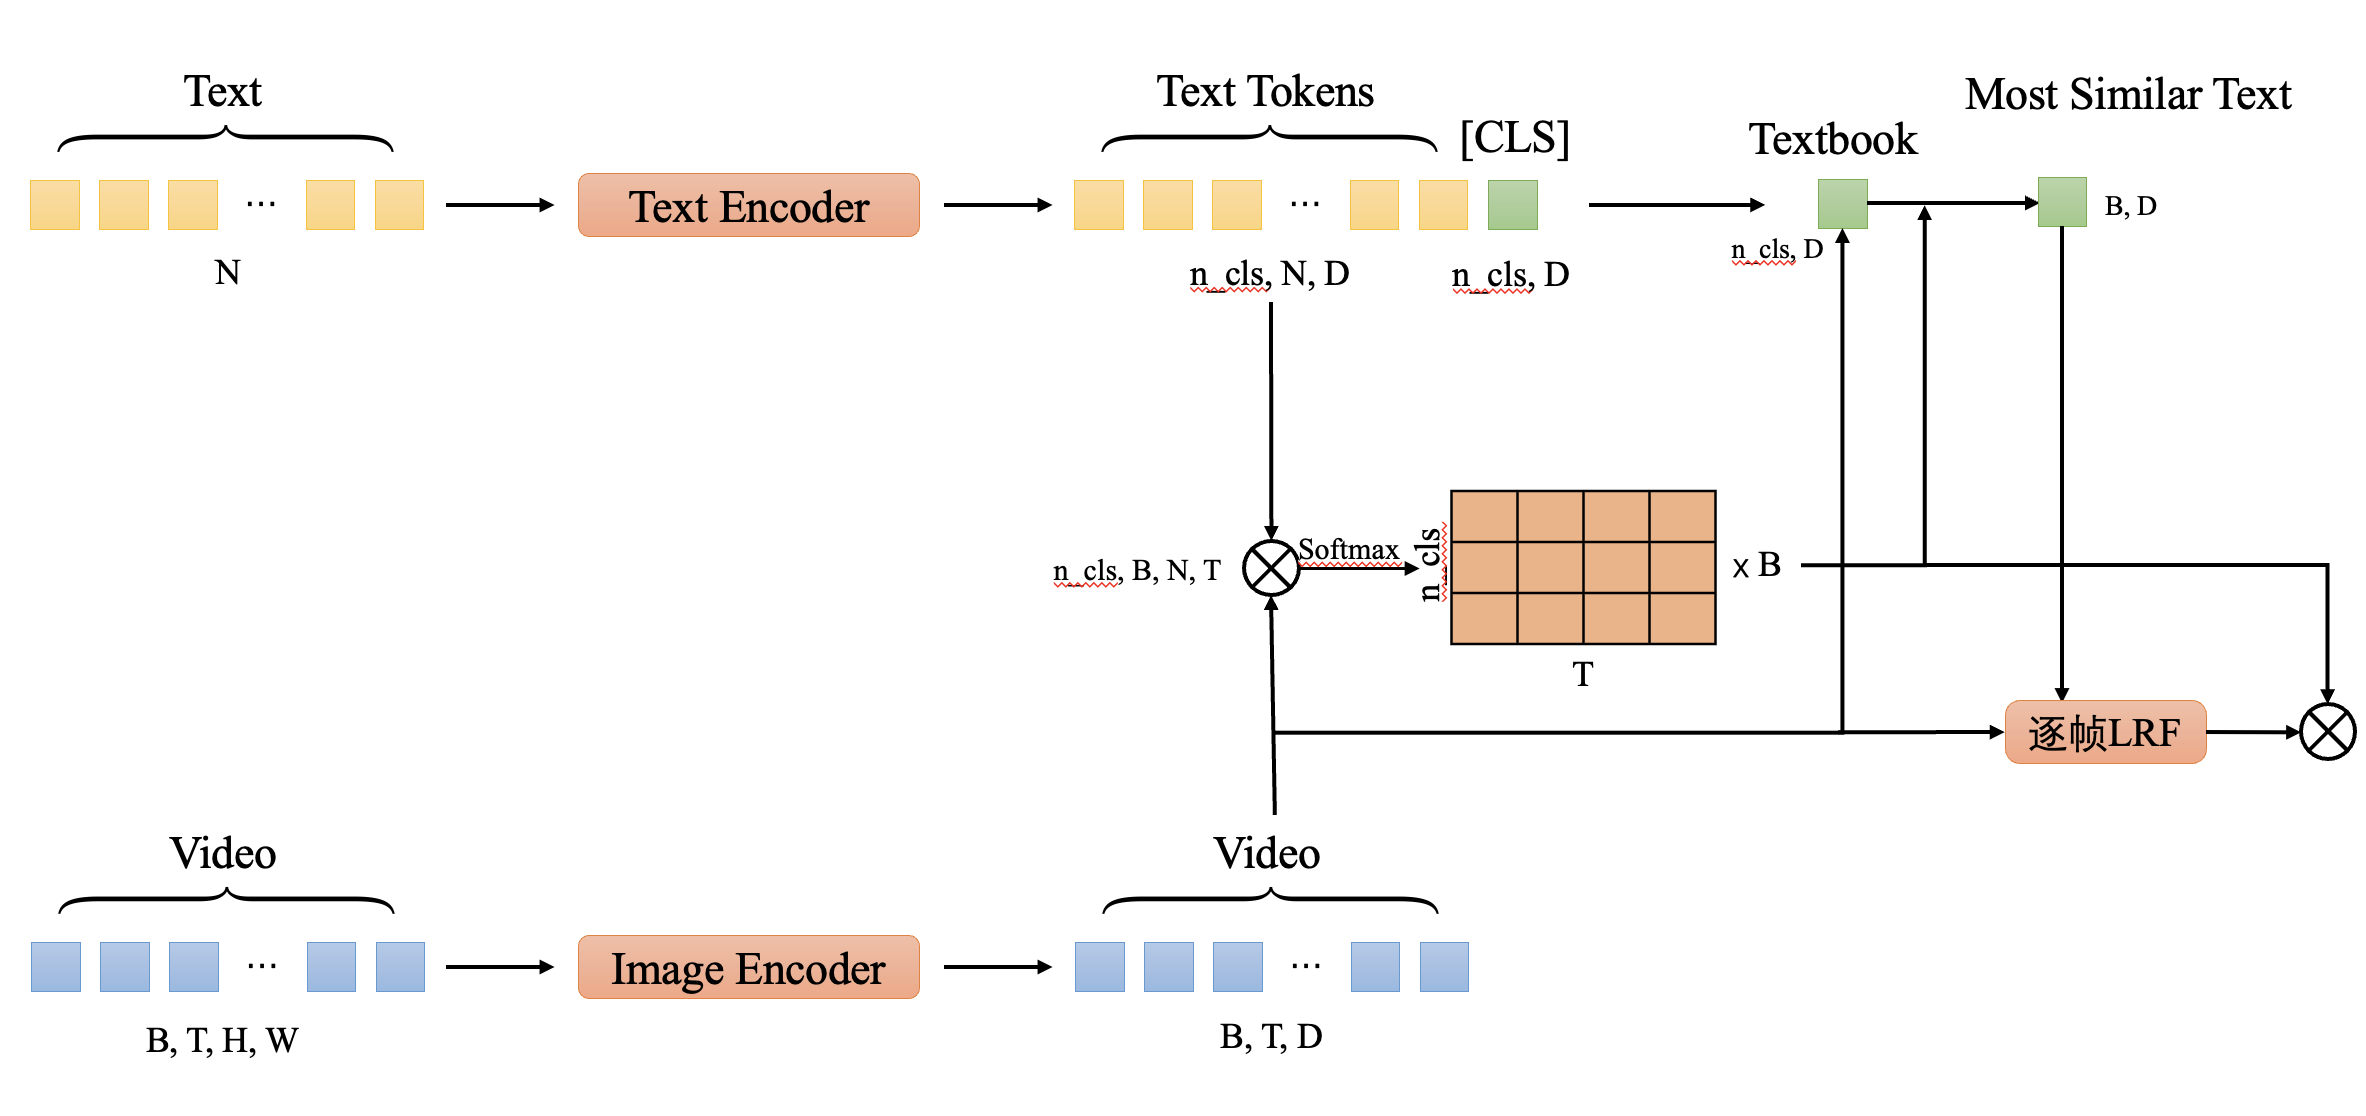 Text
Text Tokens
[CLS]
Textbook
Most Similar Text
...
Text Encoder
...
B, D
N
n_cls, N, D
n_cls, D
n_cls, D
n_cls, B, N, T
Softmax
n_cls
x B
T
逐帧LRF
Video
Video
...
Image Encoder
...
B, T, H, W
B, T, D